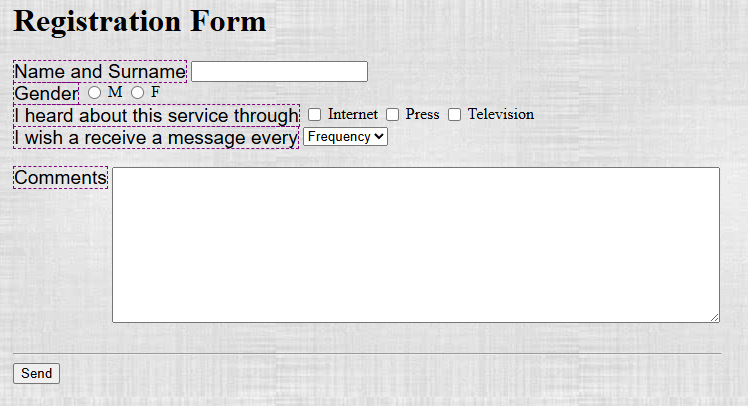 Registration Form
Name and Surname
Gender M F
I heard about this service through Internet Press Television
I wish a receive a message every Frequency
Comments
Send